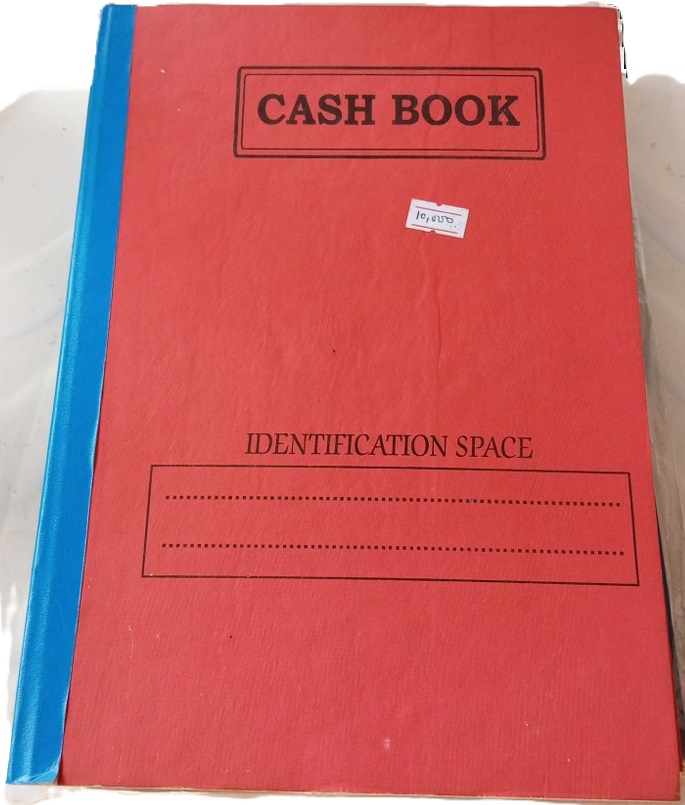 CASH BOOK
10,000
IDENTIFICATION SPACE